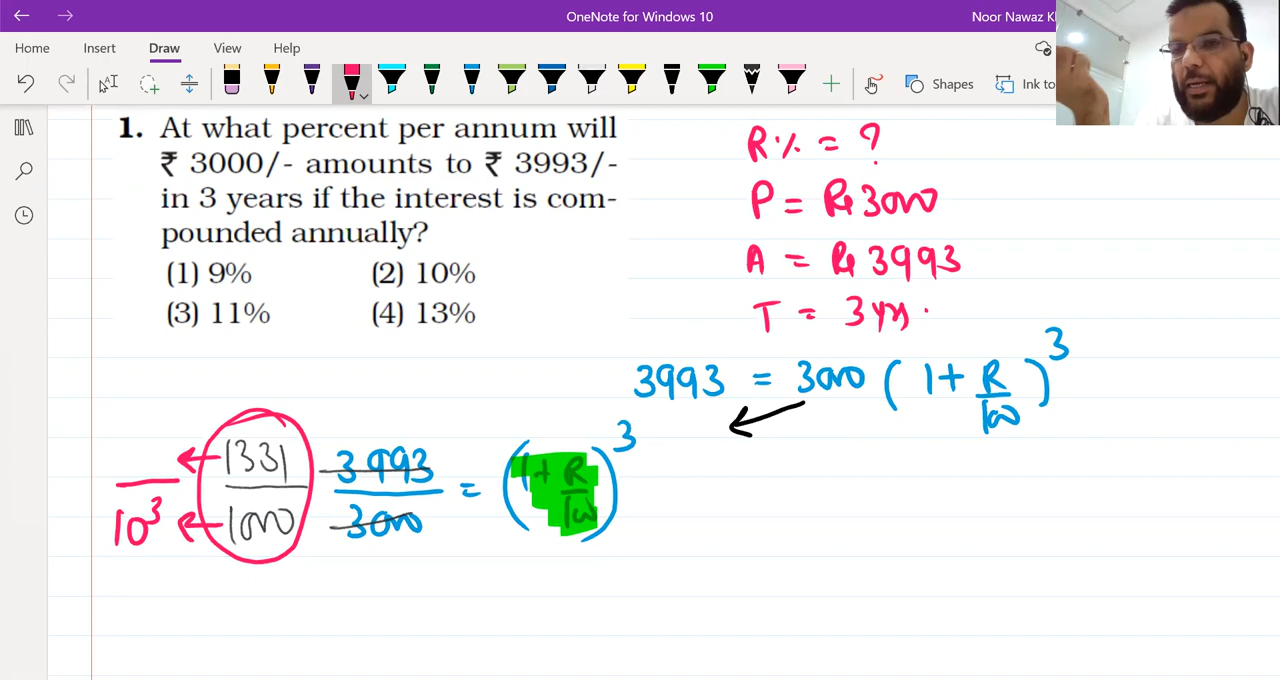 OneNote for Windows 10
Noor Nawaz Kh
Home Insert Draw View Help
Shapes
Ink to
1. At what percent per annum will
₹ 3000/- amounts to ₹ 3993/-
in 3 years if the interest is com-
pounded annually?
(1) 9% (2) 10%
(3) 11% (4) 13%
R% = ?
P = Rs 3000
A = Rs 3993
T = 3 yrs.
3993 = 3000 ( 1 + R/100 )³
/10³ 1331/1000 3993/3000 = ( 1 + R/100 )³